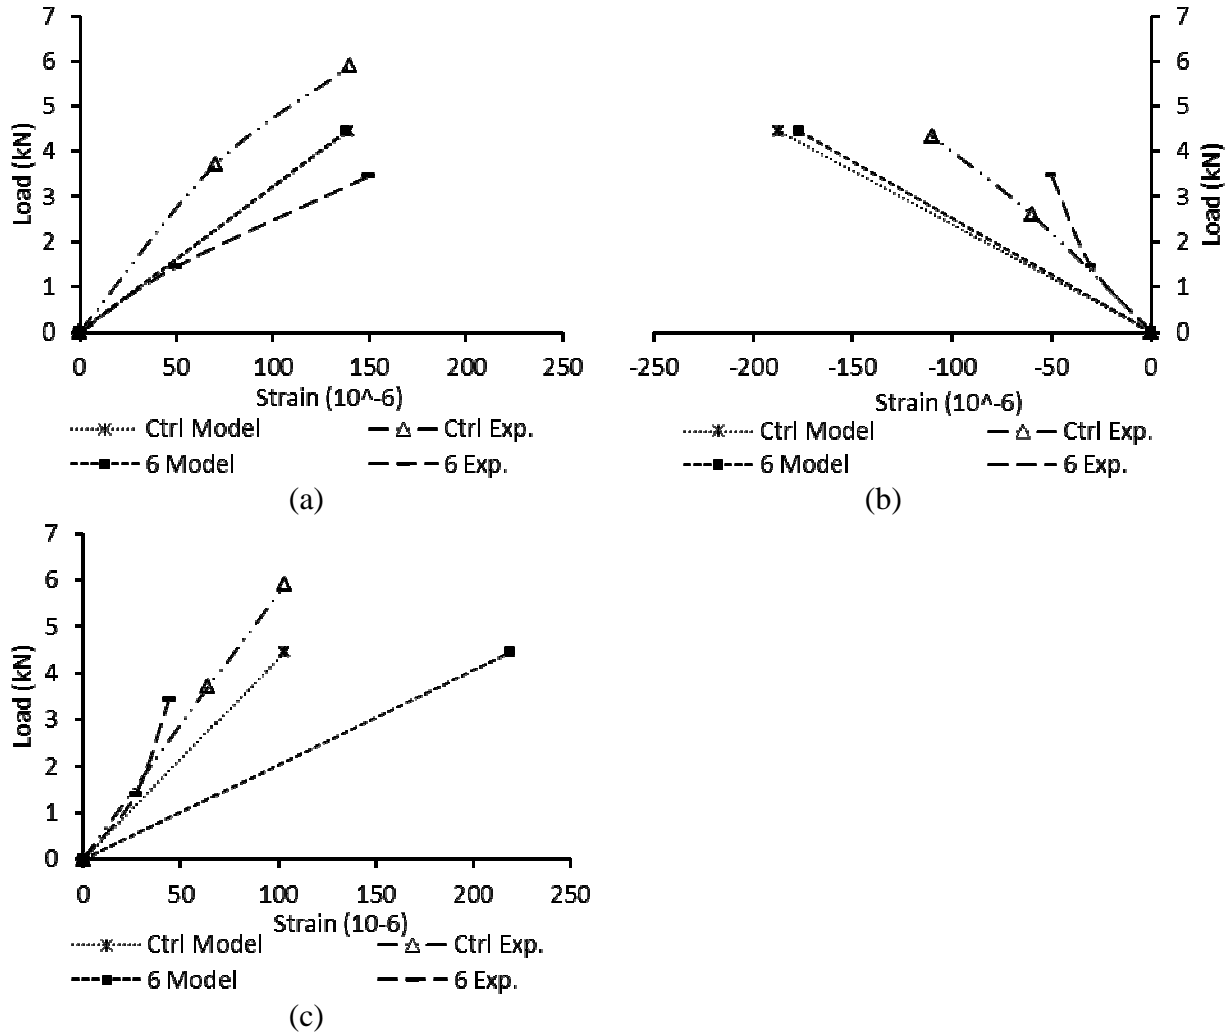 7
6
5
4
3
2
1
0
Load (kN)
0 50 100 150 200 250
Strain (10^-6)
Ctrl Model Ctrl Exp.
6 Model 6 Exp.
(a)
7
6
5
4
3
2
1
0
Load (kN)
-250 -200 -150 -100 -50 0
Strain (10^-6)
Ctrl Model Ctrl Exp.
6 Model 6 Exp.
(b)
7
6
5
4
3
2
1
0
Load (kN)
0 50 100 150 200 250
Strain (10-6)
Ctrl Model Ctrl Exp.
6 Model 6 Exp.
(c)